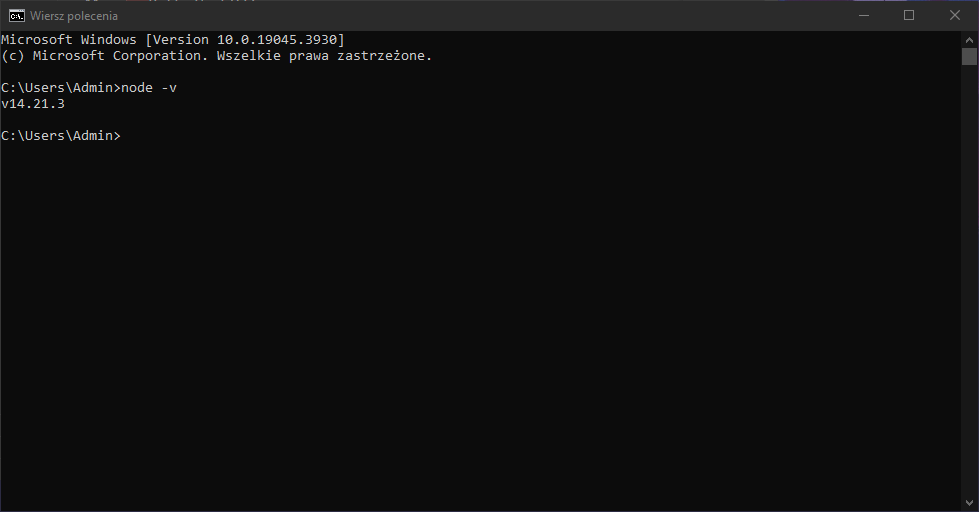 Wiersz polecenia
Microsoft Windows [Version 10.0.19045.3930]
(c) Microsoft Corporation. Wszelkie prawa zastrzeżone.
C:\Users\Admin>node -v
v14.21.3
C:\Users\Admin>